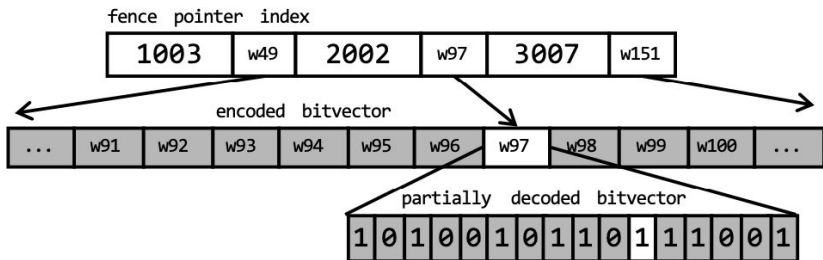 fence pointer index
1003 w49 2002 w97 3007 w151
encoded bitvector
... w91 w92 w93 w94 w95 w96 w97 w98 w99 w100 ...
partially decoded bitvector
1 0 1 0 0 1 0 1 1 0 1 1 1 0 0 1